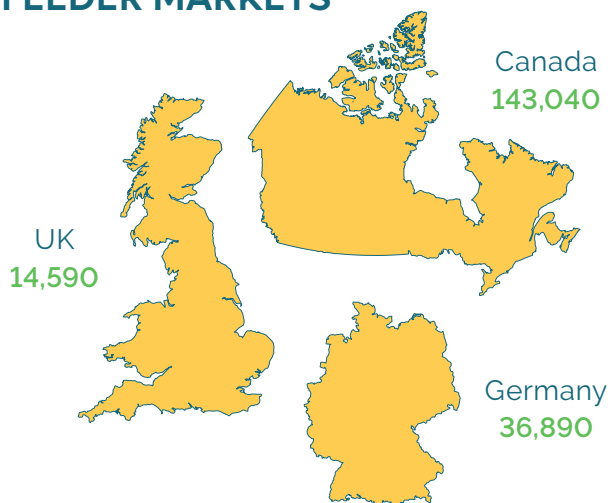 FEEDER MARKETS
Canada
143,040
UK
14,590
Germany
36,890